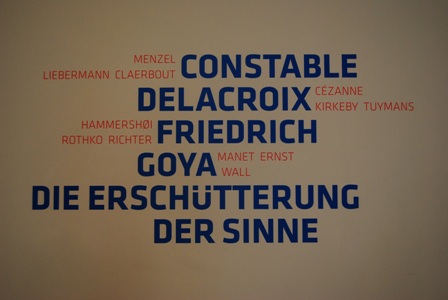 MENZEL
LIEBERMANN CLAERBOUT CONSTABLE
DELACROIX CÉZANNE
KIRKEBY TUYMANS
HAMMERSHØI
ROTHKO RICHTER FRIEDRICH
GOYA MANET ERNST
WALL
DIE ERSCHÜTTERUNG
DER SINNE